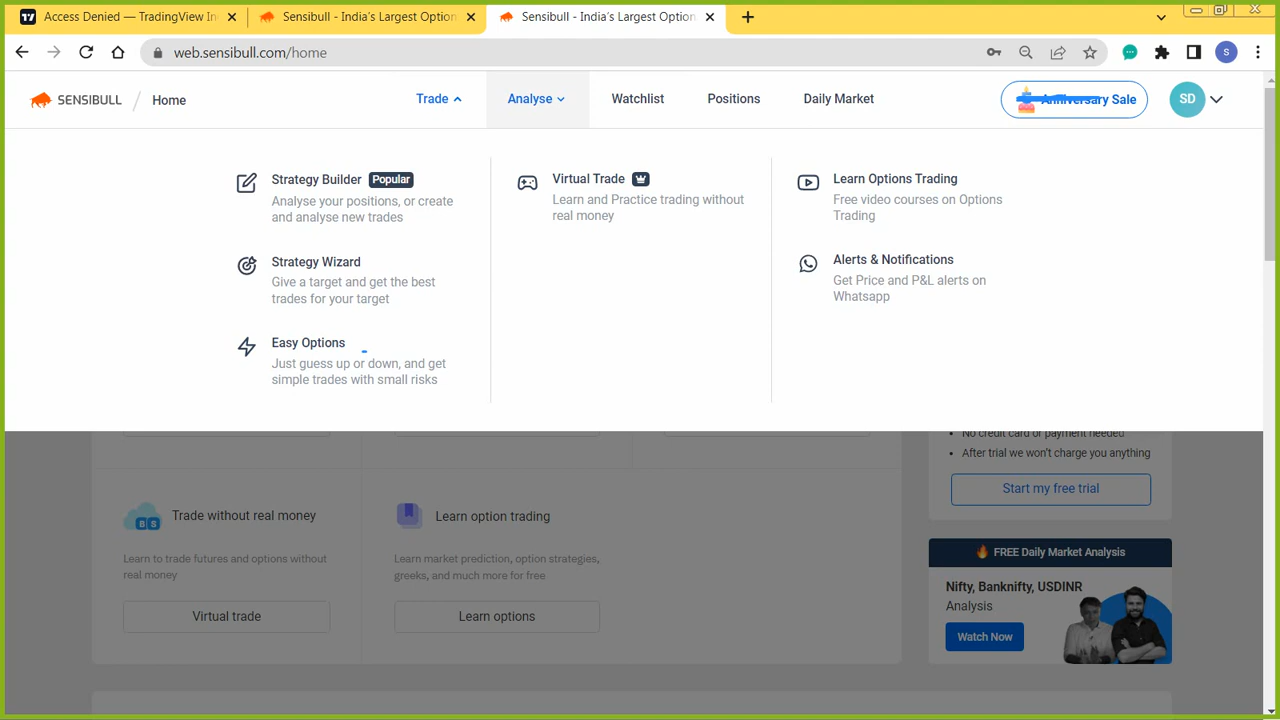 Access Denied — TradingView In
Sensibull - India's Largest Option
Sensibull - India's Largest Option
web.sensibull.com/home
S
SENSIBULL / Home
Trade
Analyse
Watchlist
Positions
Daily Market
Anniversary Sale
SD
Strategy Builder Popular
Analyse your positions, or create
and analyse new trades
Strategy Wizard
Give a target and get the best
trades for your target
Easy Options
Just guess up or down, and get
simple trades with small risks
Virtual Trade
Learn and Practice trading without
real money
Learn Options Trading
Free video courses on Options
Trading
Alerts & Notifications
Get Price and P&L alerts on
Whatsapp
No credit card or payment needed
After trial we won't charge you anything
Start my free trial
B S
Trade without real money
Learn to trade futures and options without
real money
Virtual trade
Learn option trading
Learn market prediction, option strategies,
greeks, and much more for free
Learn options
FREE Daily Market Analysis
Nifty, Banknifty, USDINR
Analysis
Watch Now